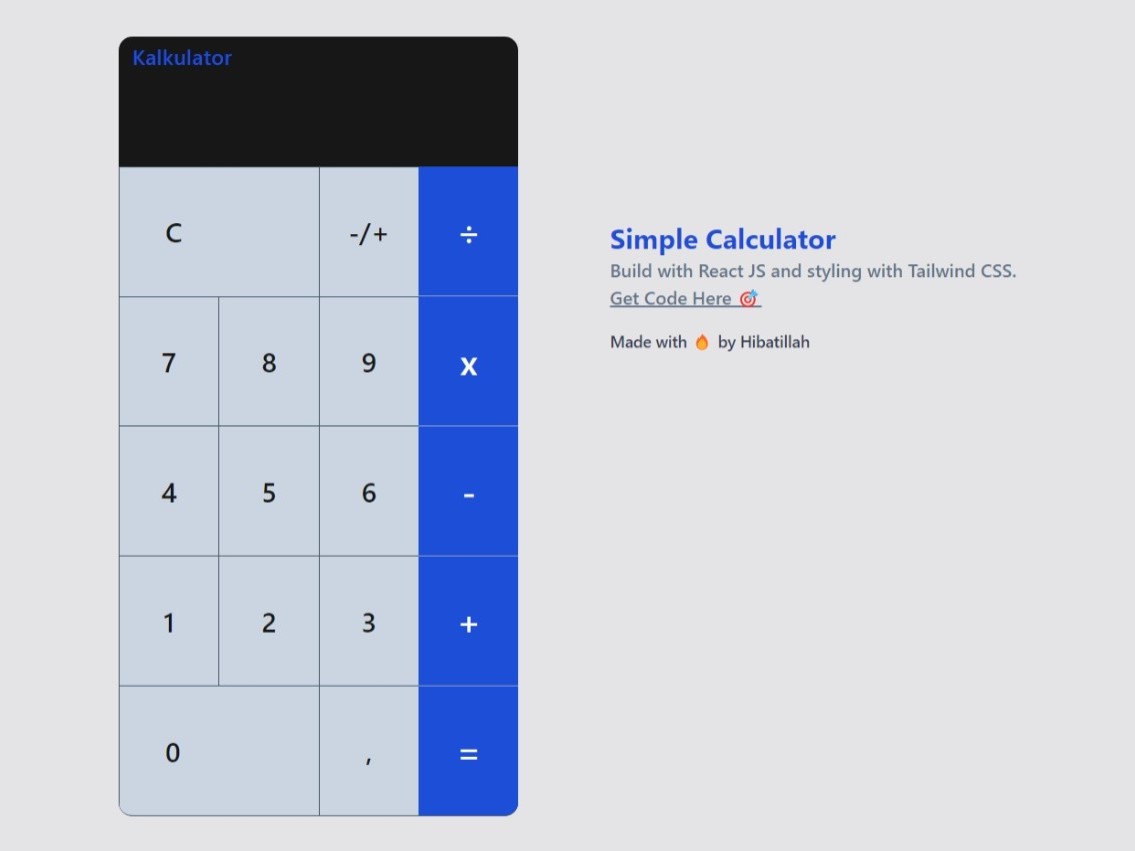 Kalkulator
C -/+ ÷
7 8 9 x
4 5 6 -
1 2 3 +
0 , =
Simple Calculator
Build with React JS and styling with Tailwind CSS.
Get Code Here 🎯
Made with 🔥 by Hibatillah